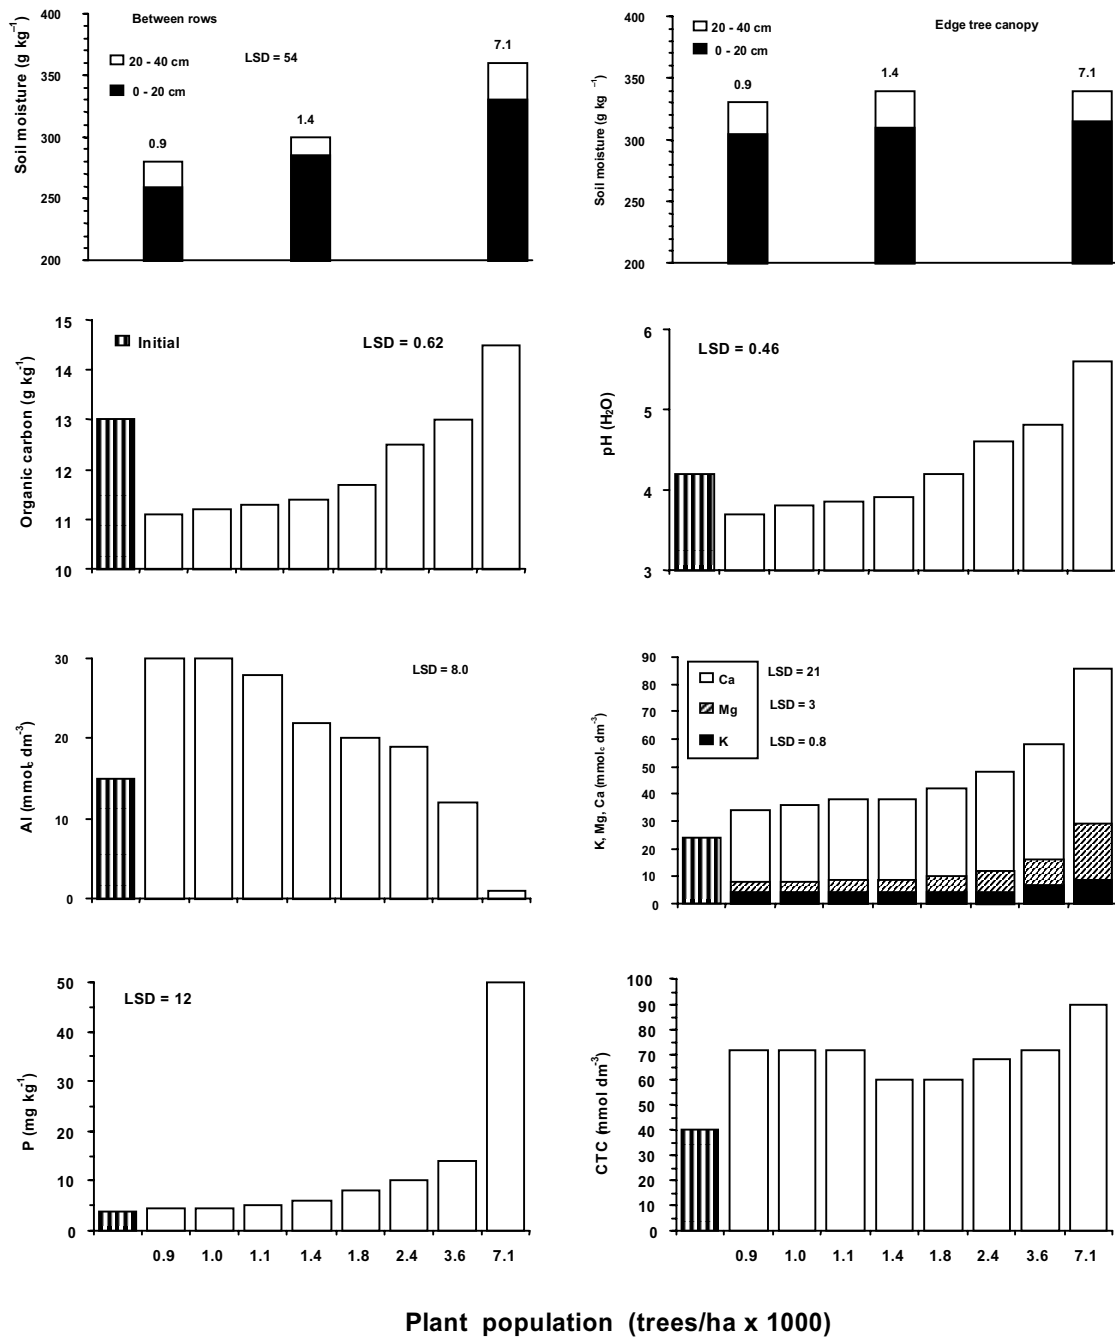 Between rows
LSD = 54
20 - 40 cm
0 - 20 cm
Soil moisture (g kg⁻¹)
400
350
300
250
200
0.9
1.4
7.1
Edge tree canopy
20 - 40 cm
0 - 20 cm
Soil moisture (g kg⁻¹)
400
350
300
250
200
0.9
1.4
7.1
Initial
LSD = 0.62
Organic carbon (g kg⁻¹)
15
14
13
12
11
10
LSD = 0.46
pH (H₂O)
6
5
4
3
LSD = 8.0
Al (mmol꜀ dm⁻³)
30
20
10
0
Ca
LSD = 21
Mg
LSD = 3
K
LSD = 0.8
K, Mg, Ca (mmol꜀ dm⁻³)
90
80
70
60
50
40
30
20
10
0
LSD = 12
P (mg kg⁻¹)
50
40
30
20
10
0
0.9 1.0 1.1 1.4 1.8 2.4 3.6 7.1
CTC (mmol dm⁻³)
100
90
80
70
60
50
40
30
20
10
0
0.9 1.0 1.1 1.4 1.8 2.4 3.6 7.1
Plant population (trees/ha x 1000)